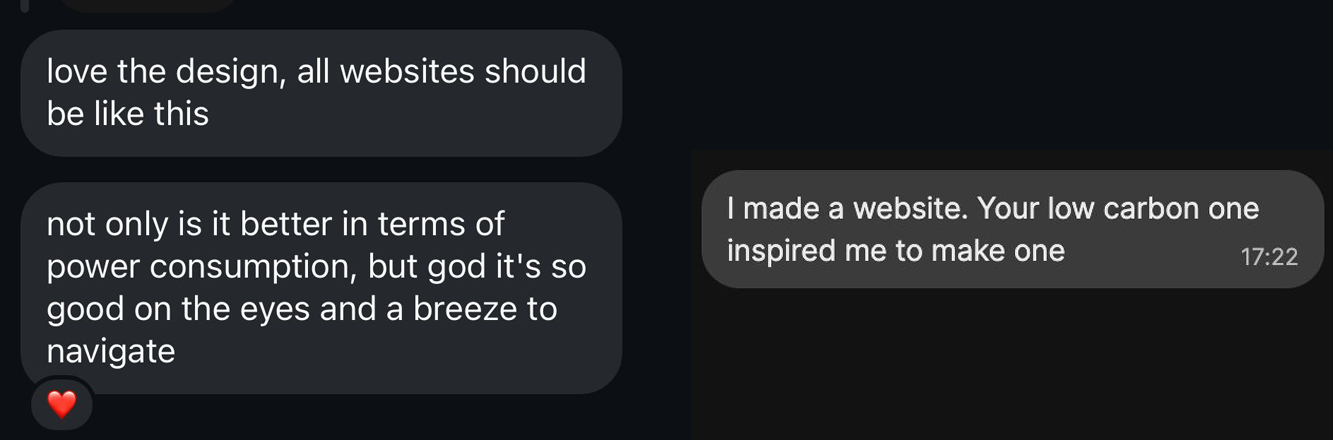 love the design, all websites should
be like this
not only is it better in terms of
power consumption, but god it's so
good on the eyes and a breeze to
navigate
I made a website. Your low carbon one
inspired me to make one
17:22